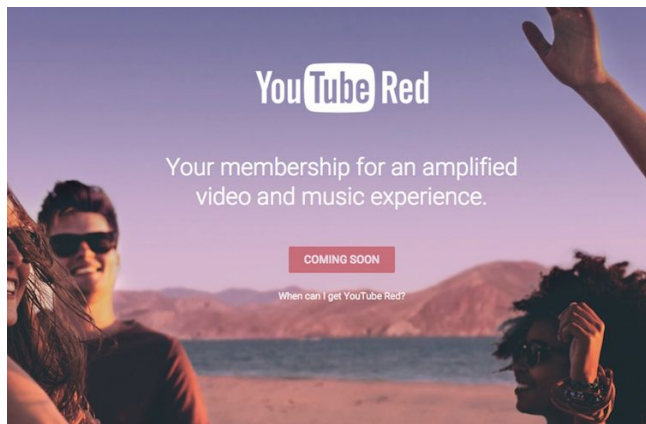 YouTube Red
Your membership for an amplified
video and music experience.
COMING SOON
When can I get YouTube Red?